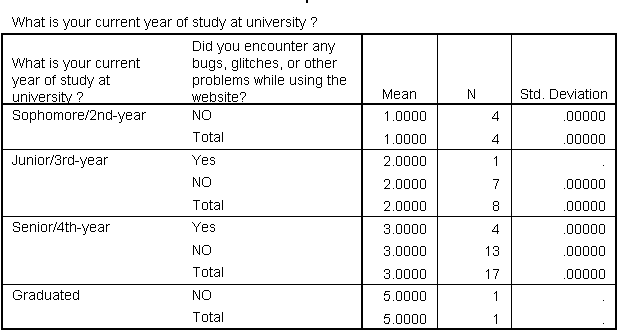 What is your current year of study at university ?
What is your current year of study at university ? Did you encounter any bugs, glitches, or other problems while using the website? Mean N Std. Deviation
Sophomore/2nd-year NO 1.0000 4 .00000
Total 1.0000 4 .00000
Junior/3rd-year Yes 2.0000 1 .
NO 2.0000 7 .00000
Total 2.0000 8 .00000
Senior/4th-year Yes 3.0000 4 .00000
NO 3.0000 13 .00000
Total 3.0000 17 .00000
Graduated NO 5.0000 1 .
Total 5.0000 1 .